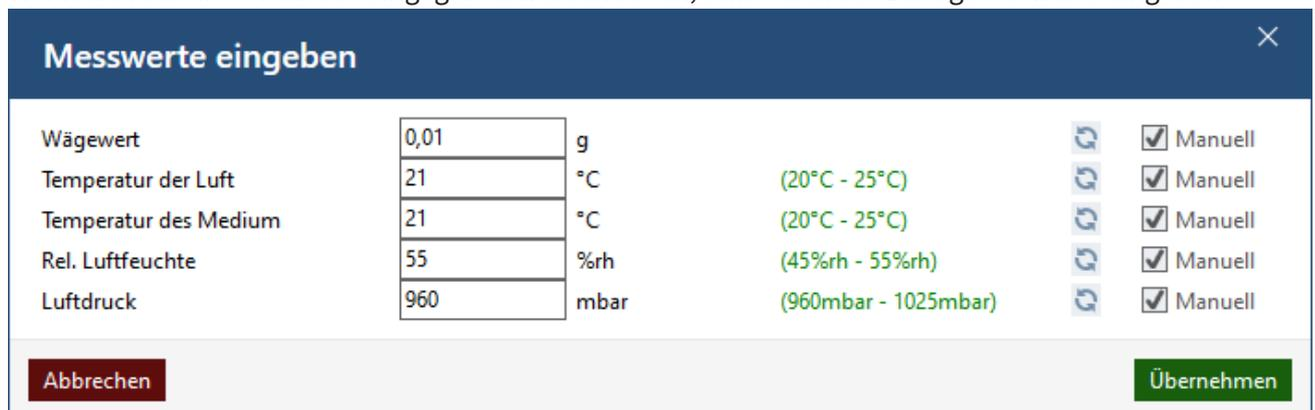 Messwerte eingeben
Wägewert 0,01 g Manuell
Temperatur der Luft 21 °C (20°C - 25°C) Manuell
Temperatur des Medium 21 °C (20°C - 25°C) Manuell
Rel. Luftfeuchte 55 %rh (45%rh - 55%rh) Manuell
Luftdruck 960 mbar (960mbar - 1025mbar) Manuell
Abbrechen Übernehmen